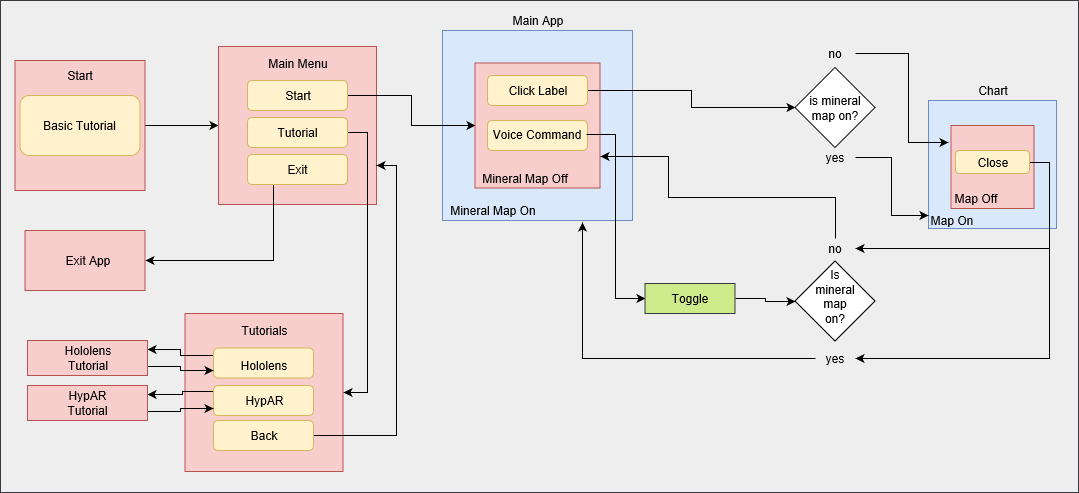 Start
Basic Tutorial
Main Menu
Start
Tutorial
Exit
Exit App
Tutorials
Hololens
HypAR
Back
Hololens
Tutorial
HypAR
Tutorial
Main App
Click Label
Voice Command
Mineral Map Off
Mineral Map On
no
is mineral
map on?
yes
Chart
Close
Map Off
Map On
Toggle
no
Is
mineral
map
on?
yes